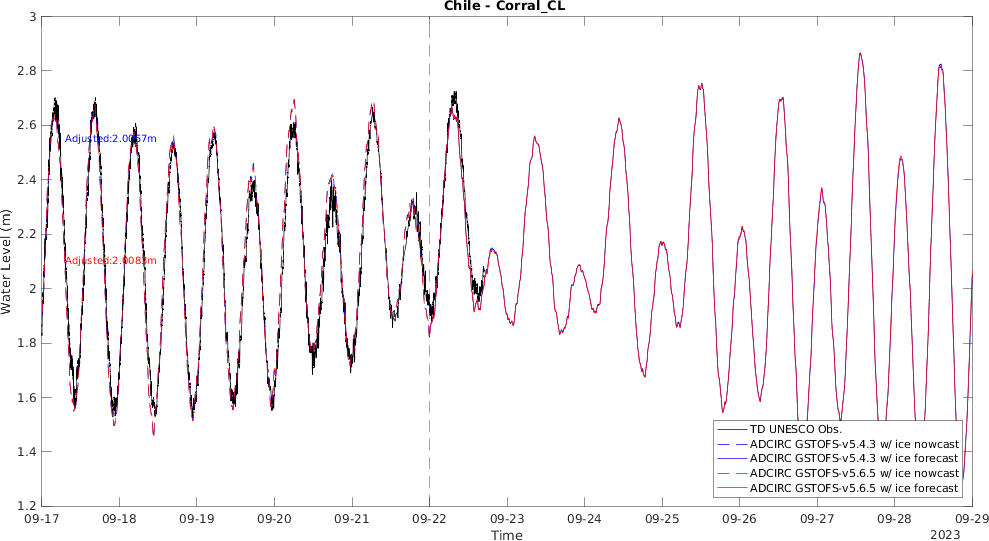 Chile - Corral_CL
3
2.8
2.6
2.4
2.2
2
1.8
1.6
1.4
1.2
Water Level (m)
Adjusted:2.0057m
Adjusted:2.0083m
TD UNESCO Obs.
ADCIRC GSTOFS-v5.4.3 w/ ice nowcast
ADCIRC GSTOFS-v5.4.3 w/ ice forecast
ADCIRC GSTOFS-v5.6.5 w/ ice nowcast
ADCIRC GSTOFS-v5.6.5 w/ ice forecast
09-17 09-18 09-19 09-20 09-21 09-22 09-23 09-24 09-25 09-26 09-27 09-28 09-29
Time
2023